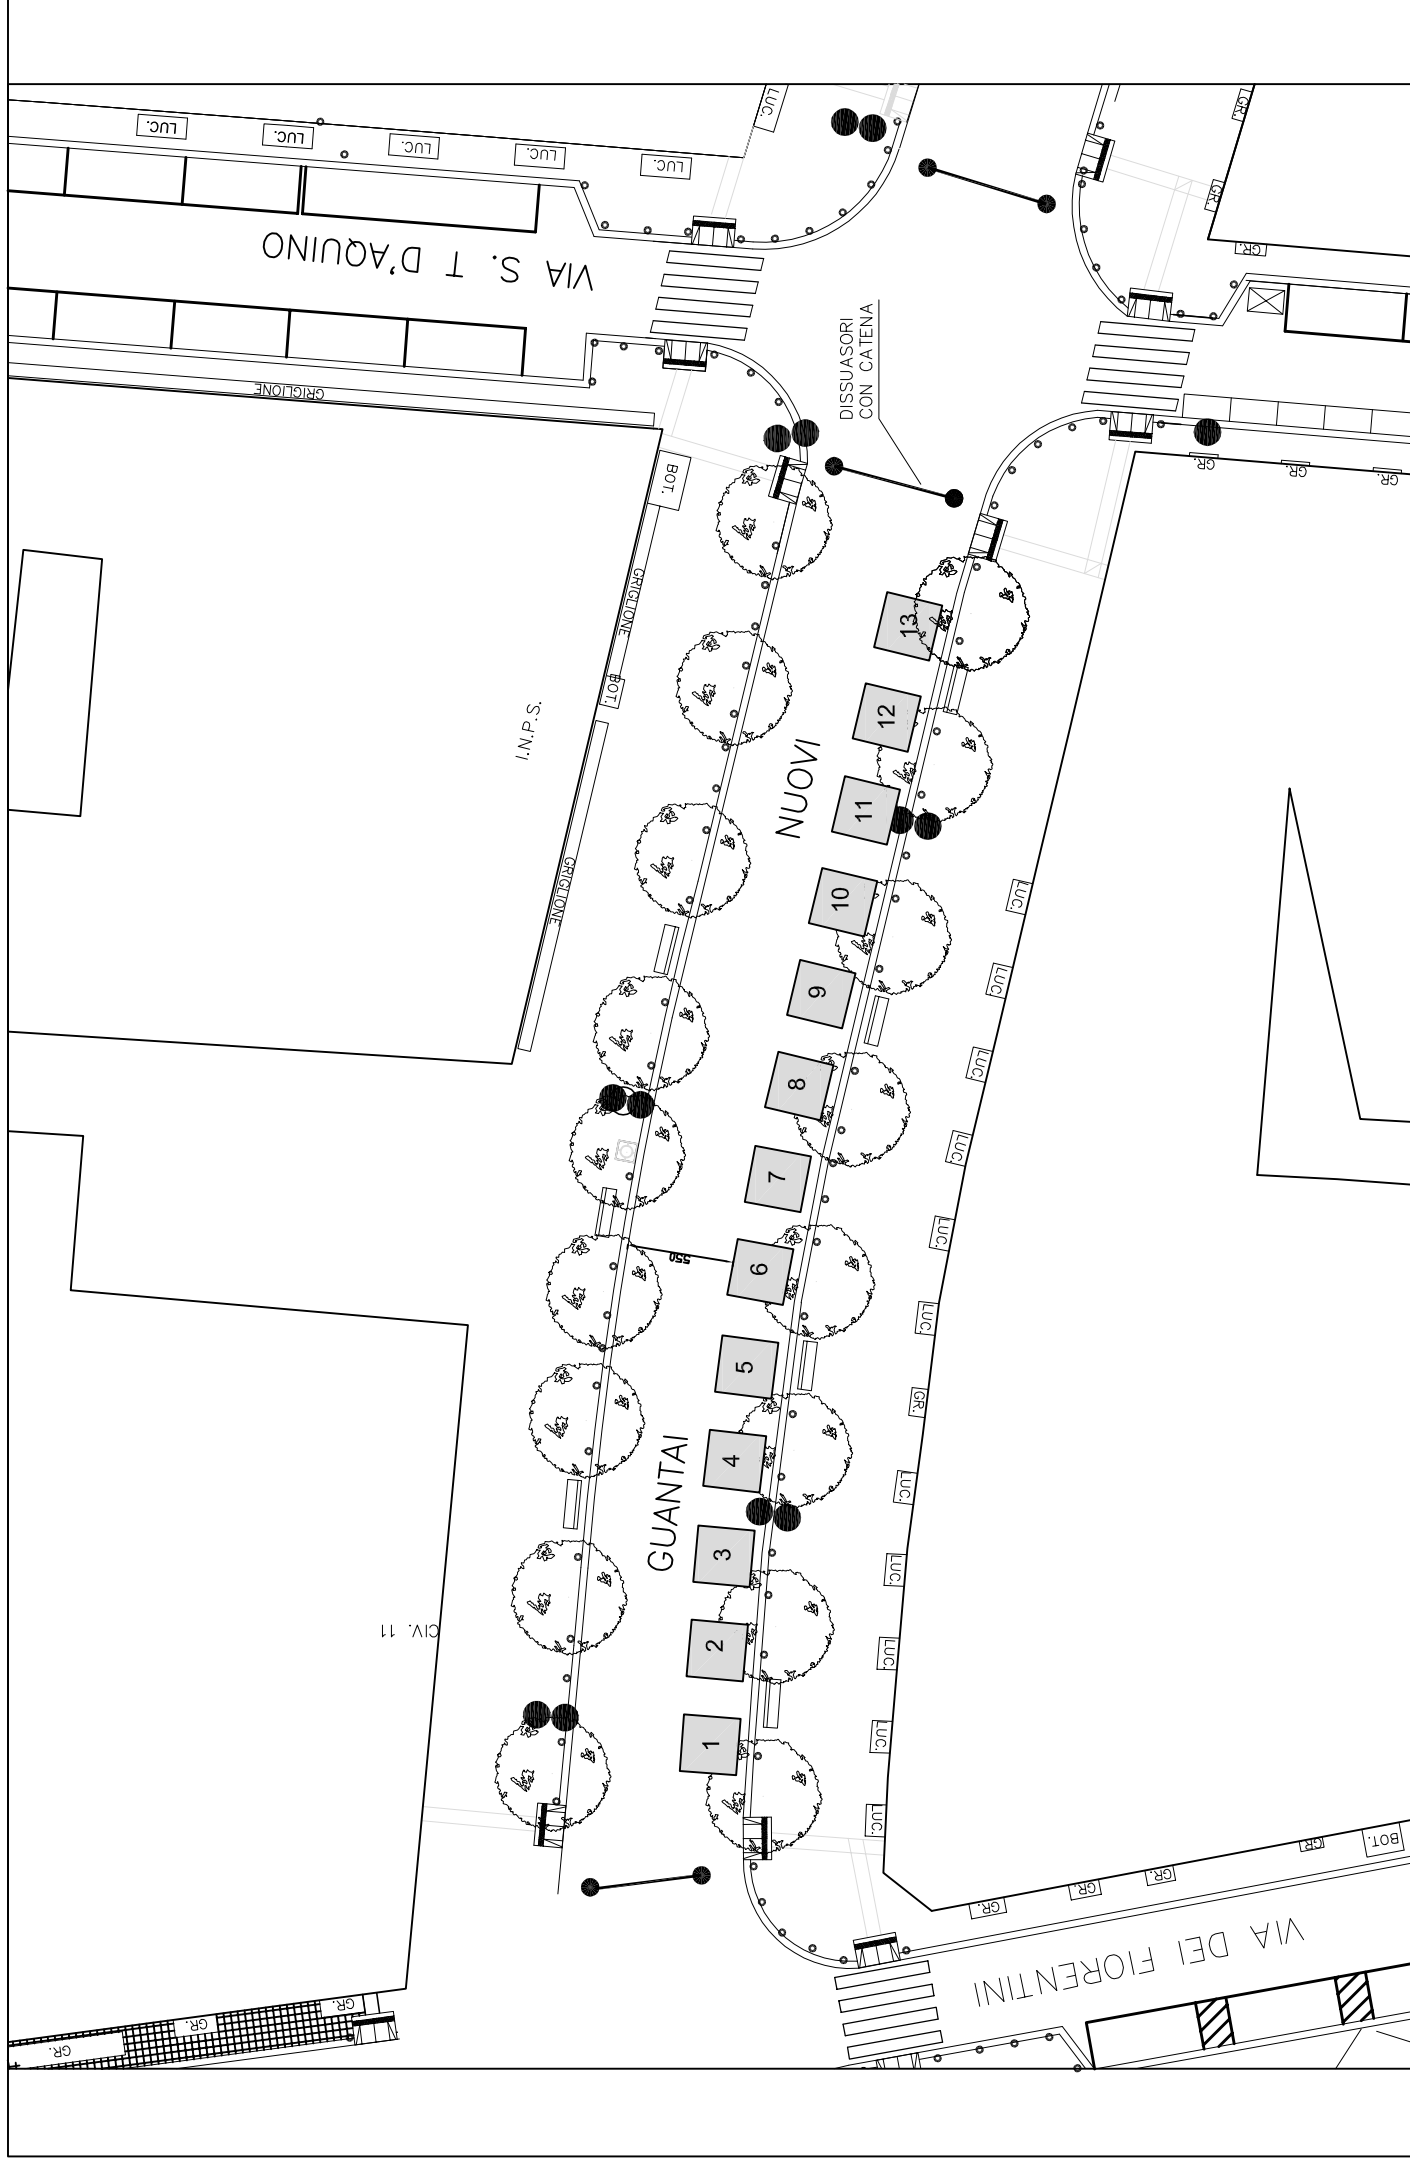 LUC.
LUC.
LUC.
LUC.
LUC.
LUC.
GR.
GR.
GR.
VIA S. T D'AQUINO
DISSUASORI
CON CATENA
GRIGLIONE
BOT.
GR.
GR.
GR.
GRIGLIONE
BOT.
I.N.P.S.
GRIGLIONE
NUOVI
13
12
11
10
9
8
7
6
5
4
3
2
1
550
GUANTAI
LUC.
LUC.
LUC.
LUC.
LUC.
LUC.
GR.
LUC.
LUC.
LUC.
LUC.
LUC.
CIV. 11
GR.
GR.
GR.
GR.
BOT.
VIA DEI FIORENTINI
GR.
GR.
GR.